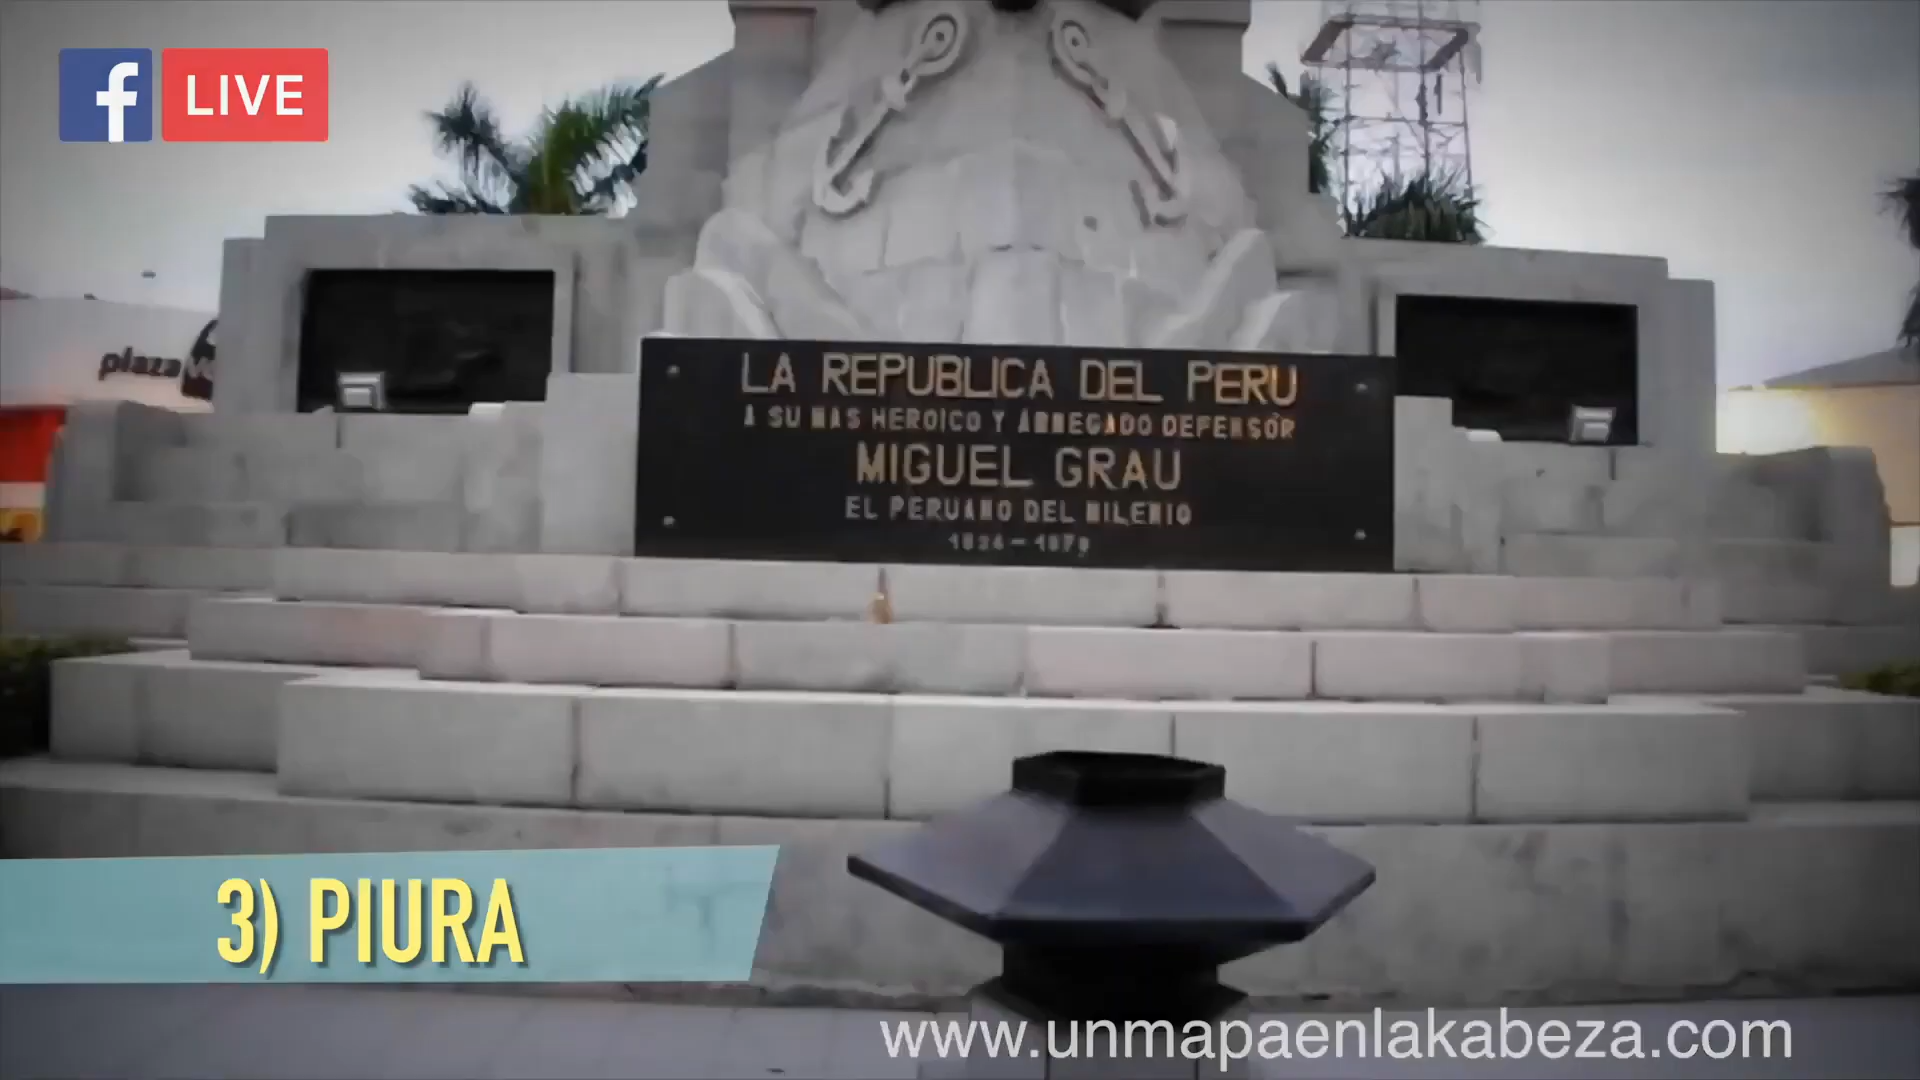 f LIVE
plaza
LA REPUBLICA DEL PERU
A SU MAS HEROICO Y ABNEGADO DEFENSOR
MIGUEL GRAU
EL PERUANO DEL MILENIO
1834 - 1879
3) PIURA
www.unmapaenlakabeza.com